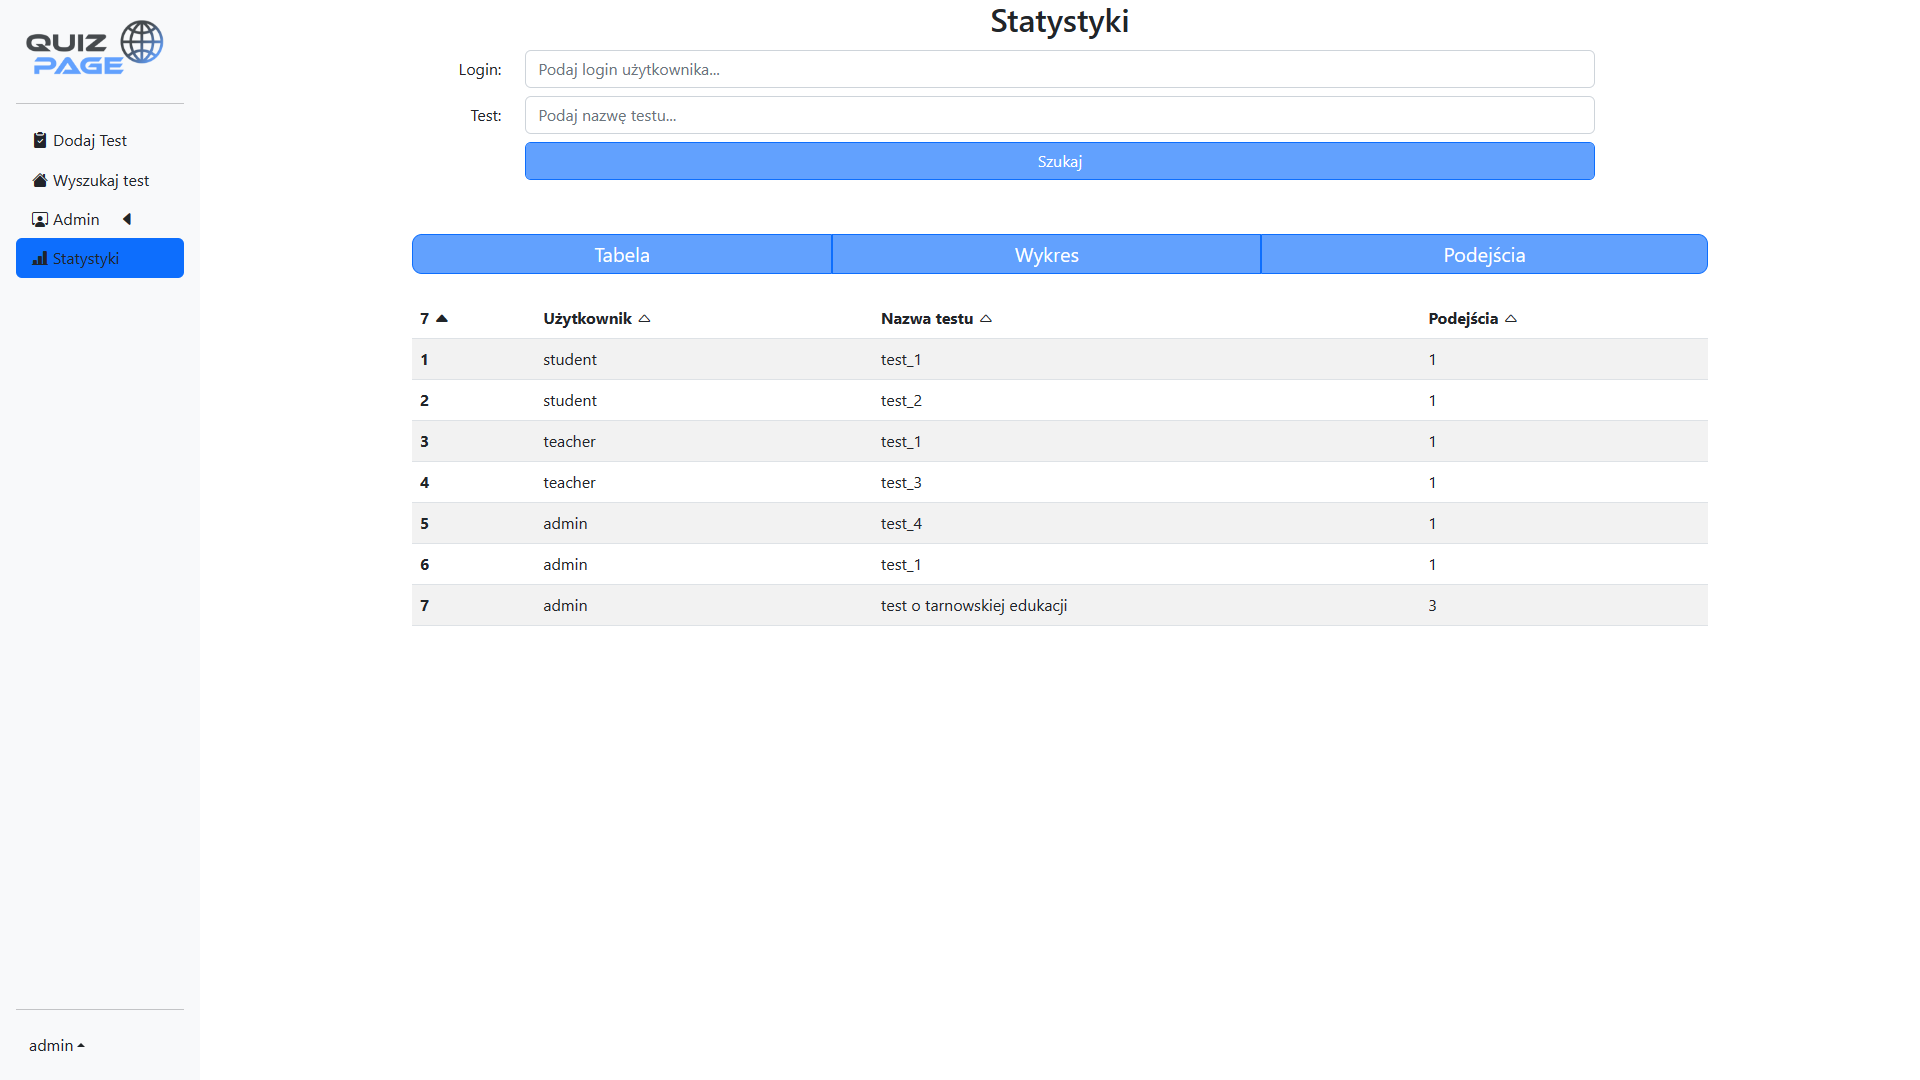 QUIZ
PAGE
Dodaj Test
Wyszukaj test
Admin
Statystyki
admin
Statystyki
Login: Podaj login użytkownika...
Test: Podaj nazwę testu...
Szukaj
Tabela Wykres Podejścia
7 Użytkownik Nazwa testu Podejścia
1 student test_1 1
2 student test_2 1
3 teacher test_1 1
4 teacher test_3 1
5 admin test_4 1
6 admin test_1 1
7 admin test o tarnowskiej edukacji 3